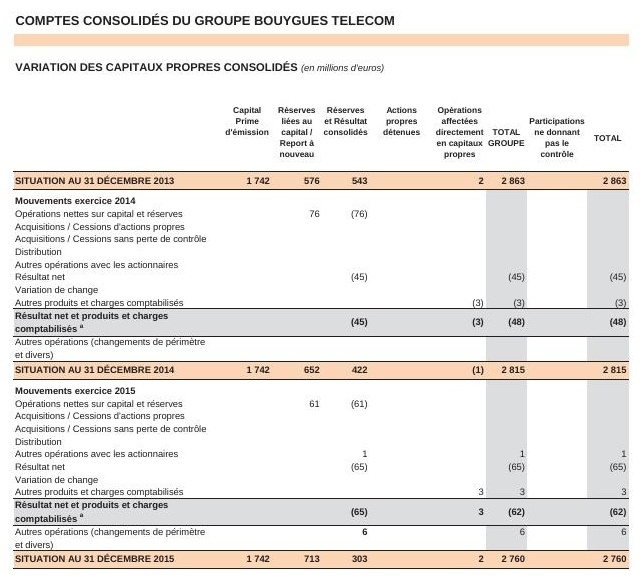 COMPTES CONSOLIDÉS DU GROUPE BOUYGUES TELECOM
VARIATION DES CAPITAUX PROPRES CONSOLIDÉS (en millions d'euros)
Capital Prime d'émission | Réserves liées au capital / Report à nouveau | Réserves et Résultat consolidés | Actions propres détenues | Opérations affectées directement en capitaux propres | TOTAL GROUPE | Participations ne donnant pas le contrôle | TOTAL
SITUATION AU 31 DÉCEMBRE 2013 1 742 576 543 2 2 863 2 863
Mouvements exercice 2014
Opérations nettes sur capital et réserves 76 (76)
Acquisitions / Cessions d'actions propres
Acquisitions / Cessions sans perte de contrôle
Distribution
Autres opérations avec les actionnaires
Résultat net (45) (45) (45)
Variation de change
Autres produits et charges comptabilisés (3) (3) (3)
Résultat net et produits et charges
comptabilisés a (45) (3) (48) (48)
Autres opérations (changements de périmètre
et divers)
SITUATION AU 31 DÉCEMBRE 2014 1 742 652 422 (1) 2 815 2 815
Mouvements exercice 2015
Opérations nettes sur capital et réserves 61 (61)
Acquisitions / Cessions d'actions propres
Acquisitions / Cessions sans perte de contrôle
Distribution
Autres opérations avec les actionnaires 1 1 1
Résultat net (65) (65) (65)
Variation de change
Autres produits et charges comptabilisés 3 3 3
Résultat net et produits et charges
comptabilisés a (65) 3 (62) (62)
Autres opérations (changements de périmètre 6 6 6
et divers)
SITUATION AU 31 DÉCEMBRE 2015 1 742 713 303 2 2 760 2 760